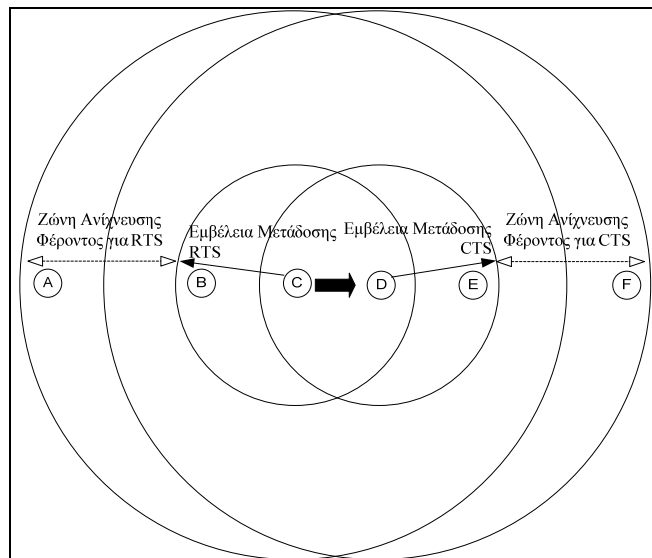 Ζώνη Ανίχνευσης
Φέροντος για RTS
Εμβέλεια Μετάδοσης
RTS
Εμβέλεια Μετάδοσης
CTS
Ζώνη Ανίχνευσης
Φέροντος για CTS
A
B
C
D
E
F